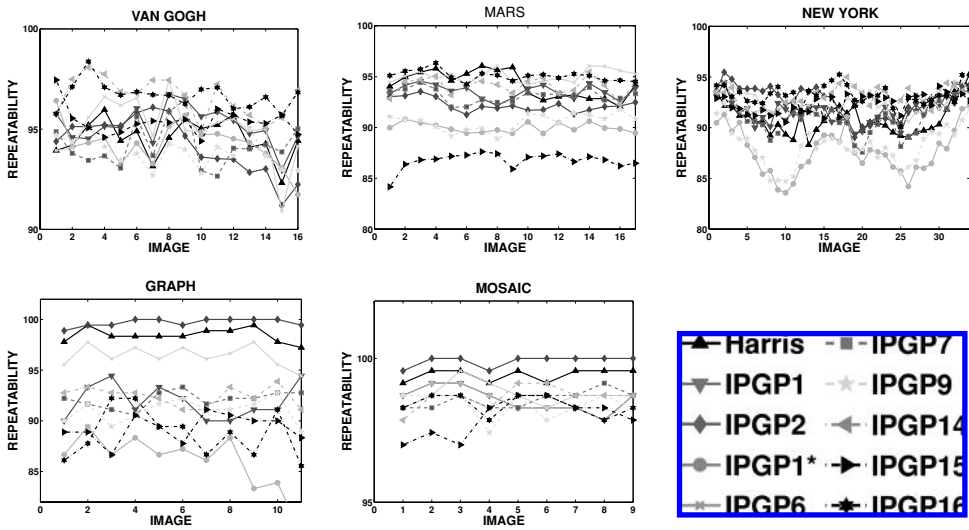 VAN GOGH
100
95
90
REPEATABILITY
0 2 4 6 8 10 12 14 16
IMAGE
MARS
100
95
90
85
80
REPEATABILITY
0 2 4 6 8 10 12 14 16
IMAGE
NEW YORK
100
95
90
85
80
REPEATABILITY
0 5 10 15 20 25 30
IMAGE
GRAPH
100
95
90
85
REPEATABILITY
0 2 4 6 8 10
IMAGE
MOSAIC
100
95
REPEATABILITY
0 1 2 3 4 5 6 7 8 9
IMAGE
Harris IPGP7
IPGP1 IPGP9
IPGP2 IPGP14
IPGP1* IPGP15
IPGP6 IPGP16